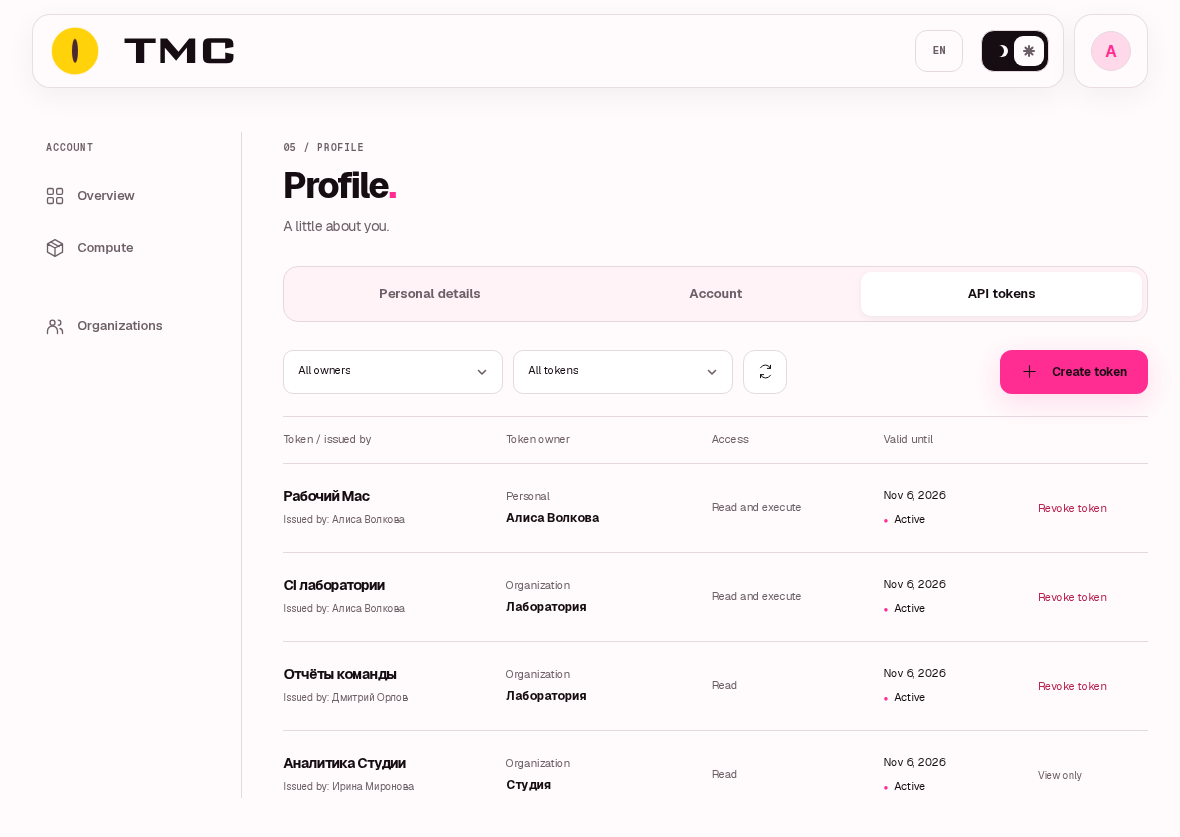 TMC
EN
A
ACCOUNT
Overview
Compute
Organizations
05 / PROFILE
Profile.
A little about you.
Personal details
Account
API tokens
All owners
All tokens
Create token
Token / issued by
Token owner
Access
Valid until
Рабочий Mac
Issued by: Алиса Волкова
Personal
Алиса Волкова
Read and execute
Nov 6, 2026
Active
Revoke token
CI лаборатории
Issued by: Алиса Волкова
Organization
Лаборатория
Read and execute
Nov 6, 2026
Active
Revoke token
Отчёты команды
Issued by: Дмитрий Орлов
Organization
Лаборатория
Read
Nov 6, 2026
Active
Revoke token
Аналитика Студии
Issued by: Ирина Миронова
Organization
Студия
Read
Nov 6, 2026
Active
View only